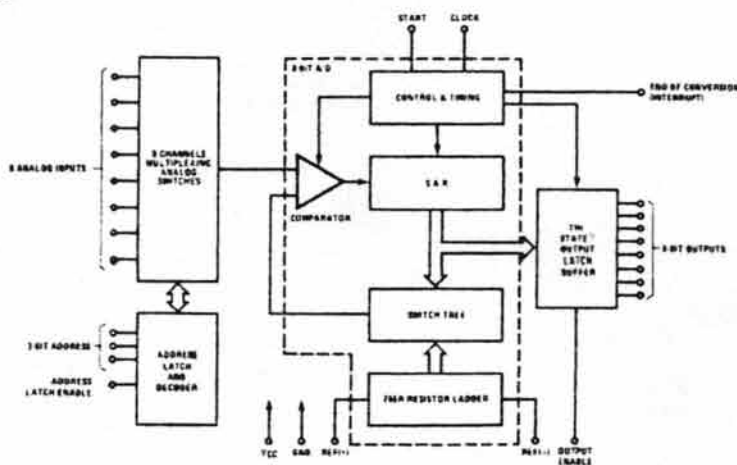 START
CLOCK
8-BIT A/D
CONTROL & TIMING
END OF CONVERSION
(INTERRUPT)
8 ANALOG INPUTS
8 CHANNELS
MULTIPLEXING
ANALOG
SWITCHES
COMPARATOR
S A R
TRI
STATE
OUTPUT
LATCH
BUFFER
8-BIT OUTPUTS
SWITCH TREE
3-BIT ADDRESS
ADDRESS
LATCH ENABLE
ADDRESS
LATCH
AND
DECODER
256R RESISTOR LADDER
VCC
GND
REF(+)
REF(-)
OUTPUT
ENABLE